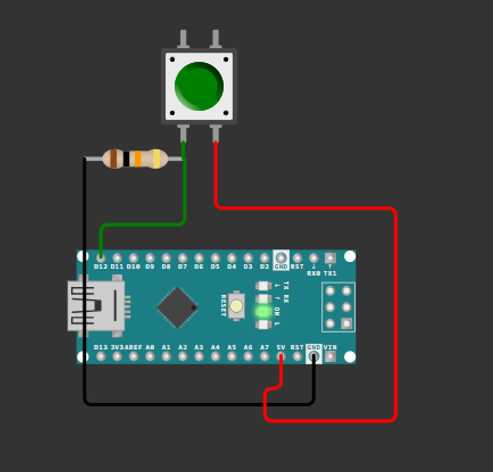 D12 D11 D10 D9 D8 D7 D6 D5 D4 D3 D2 GND RST ↓ ↑
RX0 TX1
RESET
TX
RX
ON
L
↓ ↑
D13 3V3 AREF A0 A1 A2 A3 A4 A5 A6 A7 5V RST GND VIN